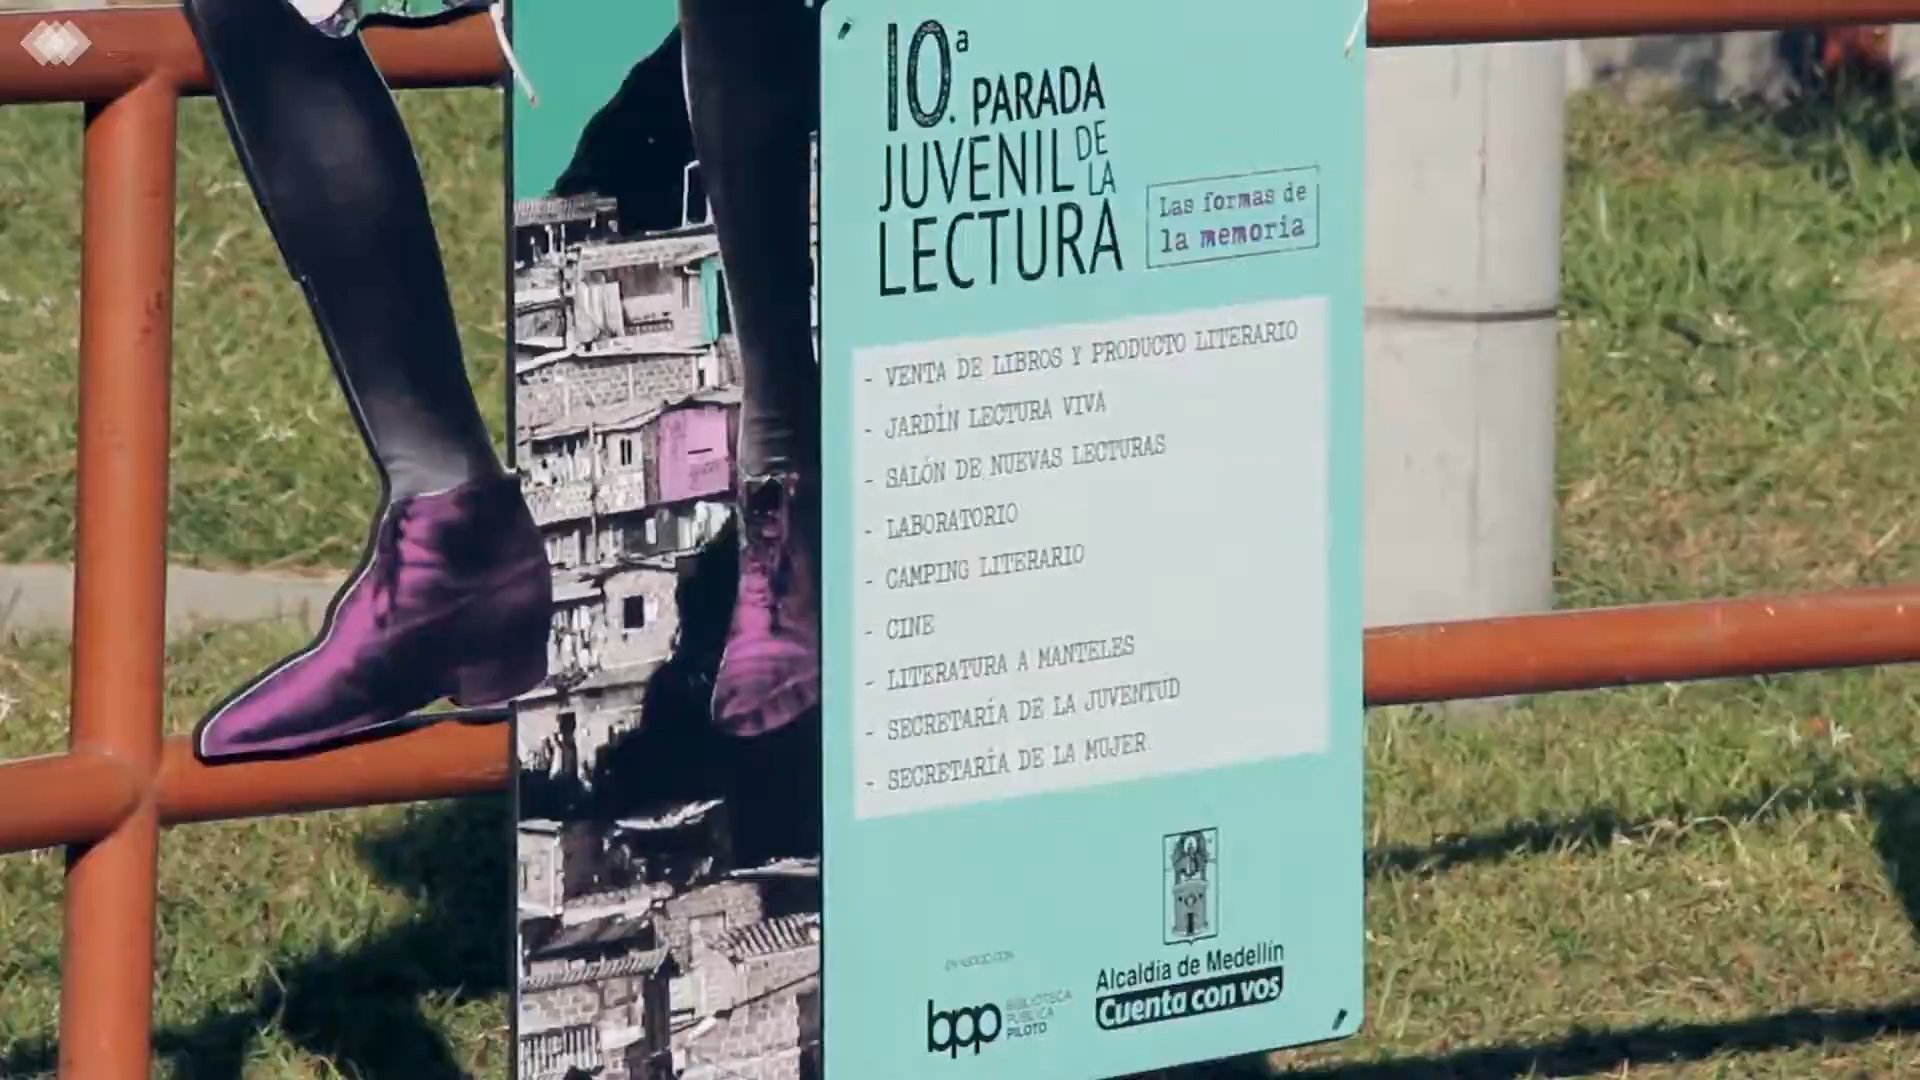 10ª. PARADA
JUVENIL DE LA
LECTURA
Las formas de
la memoria
- VENTA DE LIBROS Y PRODUCTO LITERARIO
- JARDÍN LECTURA VIVA
- SALÓN DE NUEVAS LECTURAS
- LABORATORIO
- CAMPING LITERARIO
- CINE
- LITERATURA A MANTELES
- SECRETARÍA DE LA JUVENTUD
- SECRETARÍA DE LA MUJER
bpp
BIBLIOTECA
PÚBLICA
PILOTO
Alcaldía de Medellín
Cuenta con vos